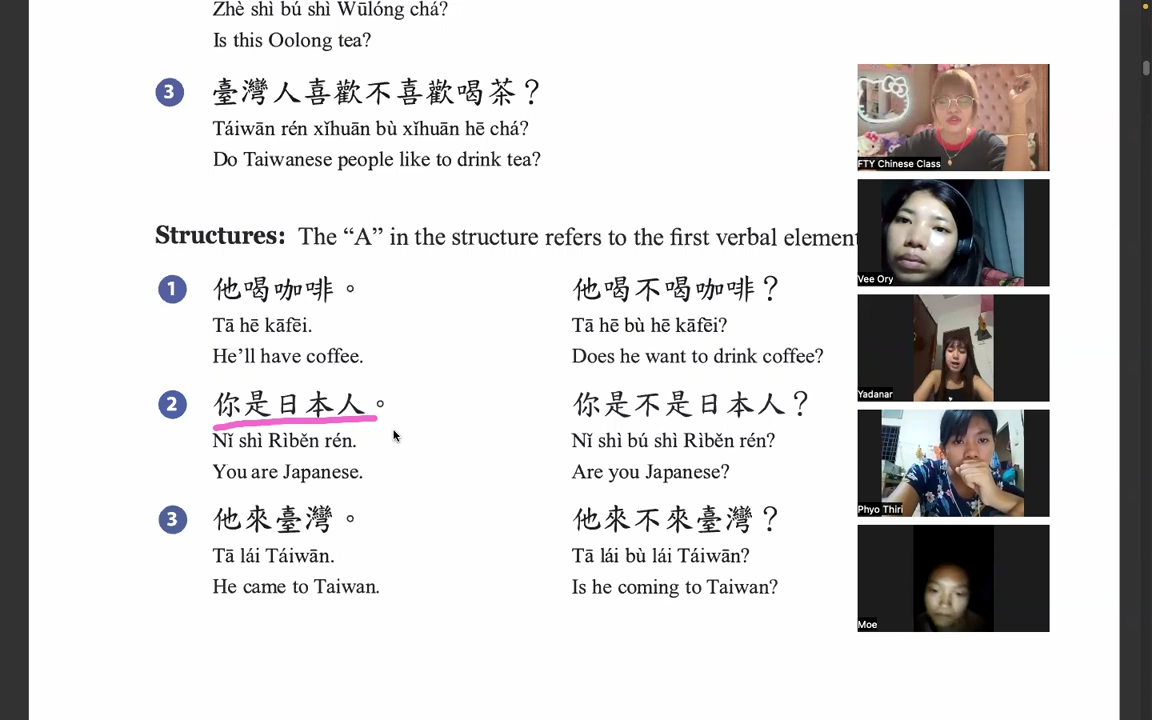 Zhè shì bú shì Wūlóng chá?
Is this Oolong tea?
3 臺灣人喜歡不喜歡喝茶？
Táiwān rén xǐhuān bù xǐhuān hē chá?
Do Taiwanese people like to drink tea?
Structures: The “A” in the structure refers to the first verbal element
1 他喝咖啡。
Tā hē kāfēi.
He’ll have coffee.
他喝不喝咖啡？
Tā hē bù hē kāfēi?
Does he want to drink coffee?
2 你是日本人。
Nǐ shì Rìběn rén.
You are Japanese.
你是不是日本人？
Nǐ shì bú shì Rìběn rén?
Are you Japanese?
3 他來臺灣。
Tā lái Táiwān.
He came to Taiwan.
他來不來臺灣？
Tā lái bù lái Táiwān?
Is he coming to Taiwan?
FTY Chinese Class
Vee Ory
Yadanar
Phyo Thiri
Moe